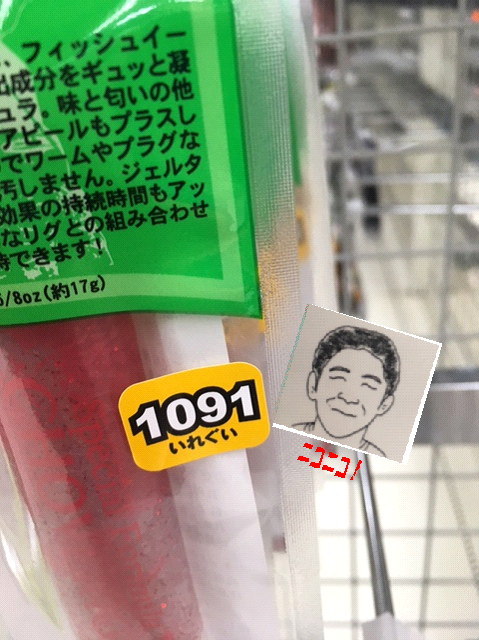 、フィッシュイー
出成分をギュッと凝
ュラ。味と匂いの他
アピールもプラスし
でワームやプラグな
汚しません。ジェルタ
効果の持続時間もアッ
なリグとの組み合わせ
待できます!
5/8oz(約17g)
1091
いれぐい
ニコニコ!